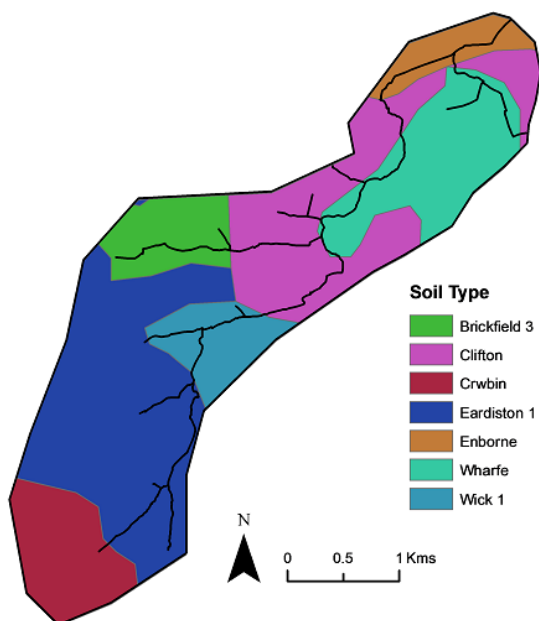 Soil Type
Brickfield 3
Clifton
Crwbin
Eardiston 1
Enborne
Wharfe
Wick 1
N
0 0.5 1 Kms